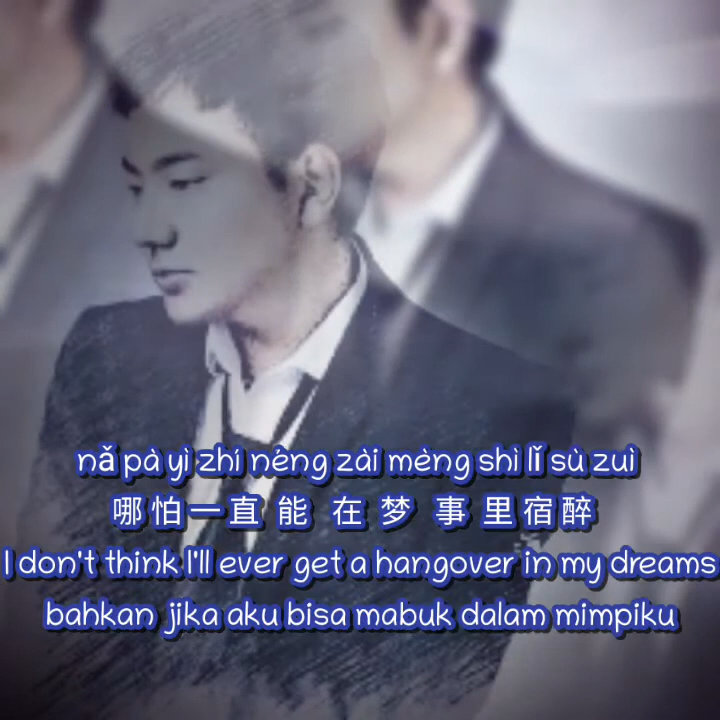 nǎ pà yì zhí néng zài mèng shì lǐ sù zuì
哪怕一直 能 在 梦 事 里宿醉
I don't think I'll ever get a hangover in my dreams
bahkan jika aku bisa mabuk dalam mimpiku